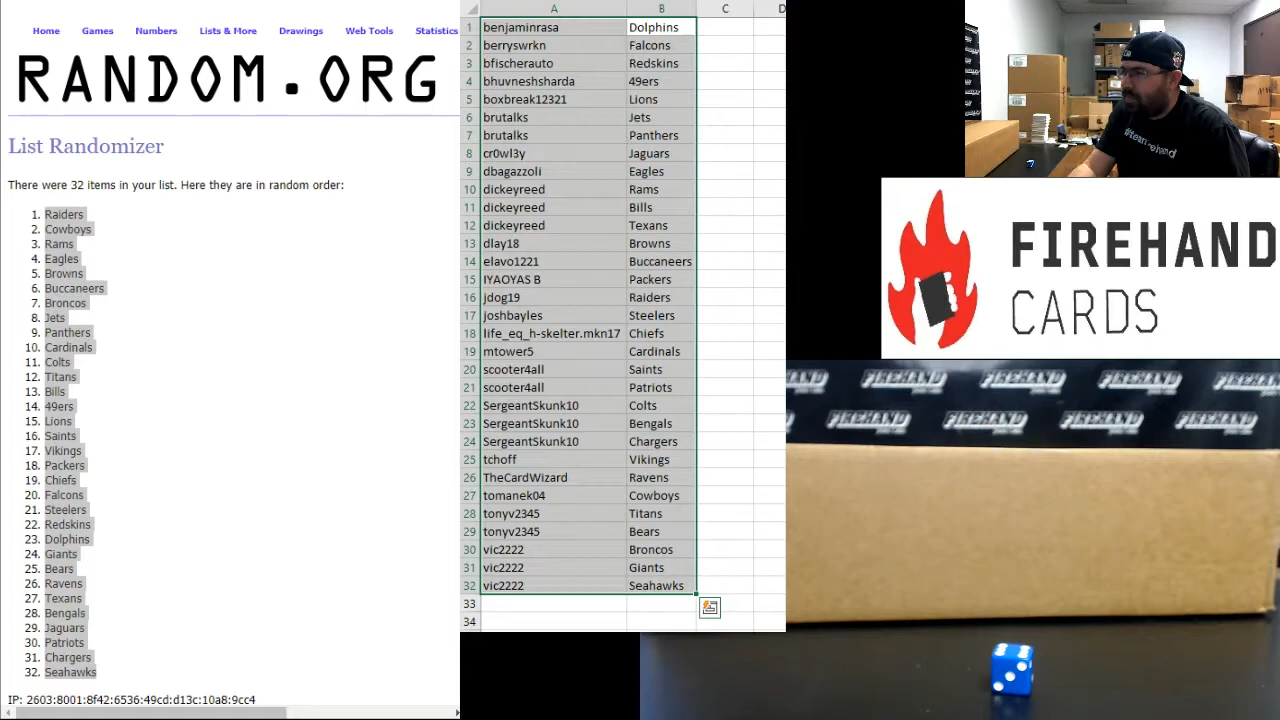 Home Games Numbers Lists & More Drawings Web Tools Statistics
RANDOM.ORG
List Randomizer
There were 32 items in your list. Here they are in random order:
1. Raiders
2. Cowboys
3. Rams
4. Eagles
5. Browns
6. Buccaneers
7. Broncos
8. Jets
9. Panthers
10. Cardinals
11. Colts
12. Titans
13. Bills
14. 49ers
15. Lions
16. Saints
17. Vikings
18. Packers
19. Chiefs
20. Falcons
21. Steelers
22. Redskins
23. Dolphins
24. Giants
25. Bears
26. Ravens
27. Texans
28. Bengals
29. Jaguars
30. Patriots
31. Chargers
32. Seahawks
IP: 2603:8001:8f42:6536:49cd:d13c:10a8:9cc4
A B C D
1 benjaminrasa Dolphins
2 berryswrkn Falcons
3 bfischerauto Redskins
4 bhuvneshsharda 49ers
5 boxbreak12321 Lions
6 brutalks Jets
7 brutalks Panthers
8 cr0wl3y Jaguars
9 dbagazzoli Eagles
10 dickeyreed Rams
11 dickeyreed Bills
12 dickeyreed Texans
13 dlay18 Browns
14 elavo1221 Buccaneers
15 IYAOYAS B Packers
16 jdog19 Raiders
17 joshbayles Steelers
18 life_eq_h-skelter.mkn17 Chiefs
19 mtower5 Cardinals
20 scooter4all Saints
21 scooter4all Patriots
22 SergeantSkunk10 Colts
23 SergeantSkunk10 Bengals
24 SergeantSkunk10 Chargers
25 tchoff Vikings
26 TheCardWizard Ravens
27 tomanek04 Cowboys
28 tonyv2345 Titans
29 tonyv2345 Bears
30 vic2222 Broncos
31 vic2222 Giants
32 vic2222 Seahawks
33
34
#teamfirehand
FIREHAND
CARDS
FIREHAND FIREHAND FIREHAND FIREHAND
FIREHAND FIREHAND FIREHAND FIREHAND